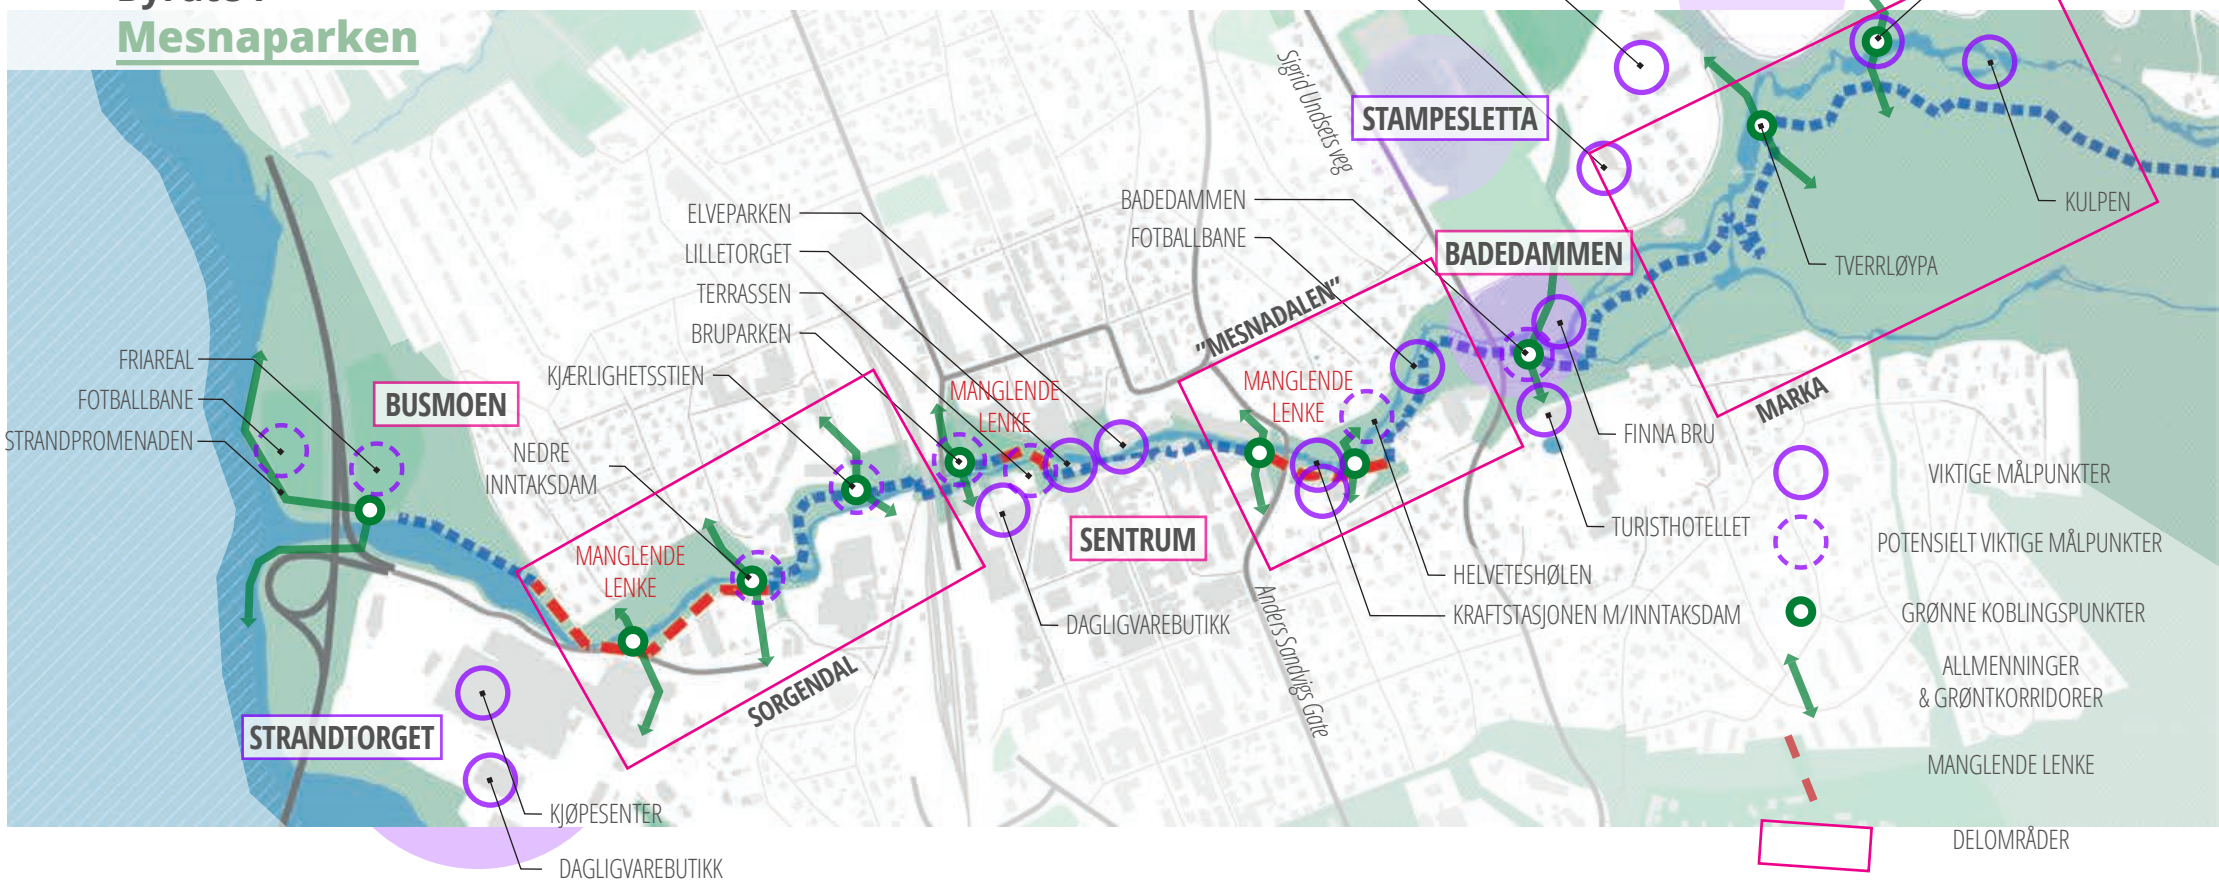 Mesnaparken
Sigrid Undsets veg
STAMPESLETTA
ELVEPARKEN
LILLETORGET
TERRASSEN
BRUPARKEN
KJÆRLIGHETSSTIEN
BADEDAMMEN
FOTBALLBANE
BADEDAMMEN
KULPEN
TVERRLØYPA
"MESNADALEN"
FRIAREAL
FOTBALLBANE
STRANDPROMENADEN
BUSMOEN
NEDRE
INNTAKSDAM
MANGLENDE
LENKE
MANGLENDE
LENKE
MARKA
FINNA BRU
TURISTHOTELLET
SENTRUM
MANGLENDE
LENKE
HELVETESHØLEN
KRAFTSTASJONEN M/INNTAKSDAM
DAGLIGVAREBUTIKK
Anders Sandvigs Gate
SORGENDAL
STRANDTORGET
KJØPESENTER
DAGLIGVAREBUTIKK
VIKTIGE MÅLPUNKTER
POTENSIELT VIKTIGE MÅLPUNKTER
GRØNNE KOBLINGSPUNKTER
ALLMENNINGER
& GRØNTKORRIDORER
MANGLENDE LENKE
DELOMRÅDER